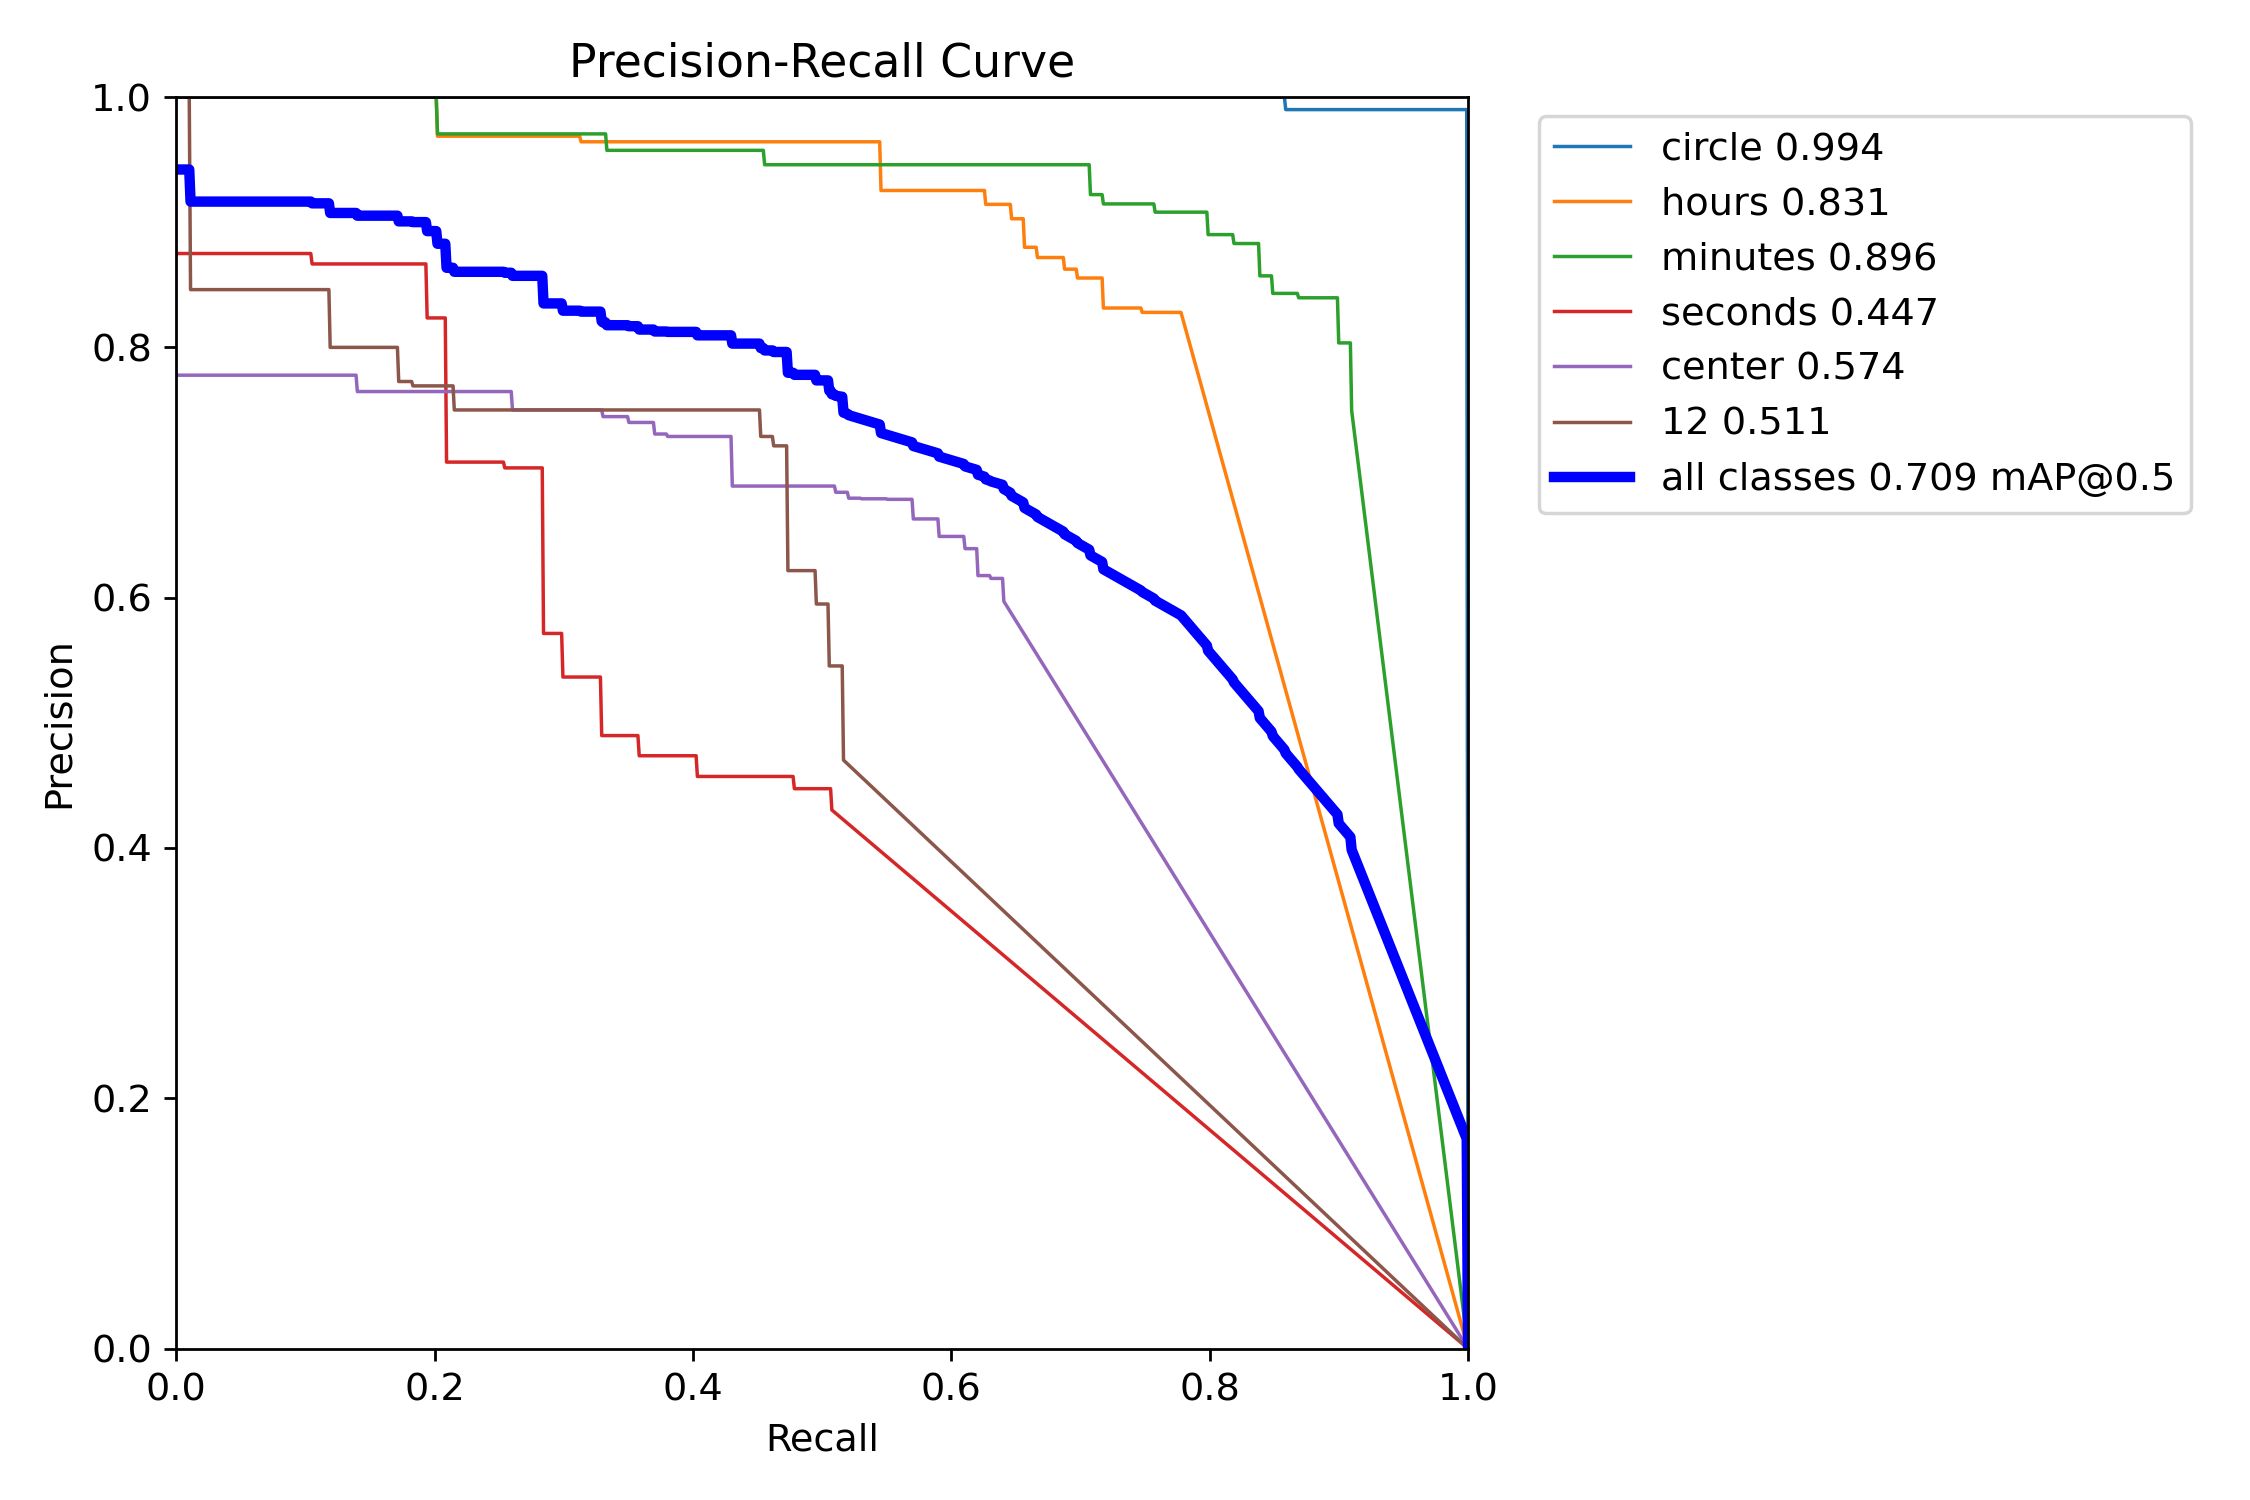 Precision-Recall Curve
1.0
0.8
0.6
0.4
0.2
0.0
Precision
0.0 0.2 0.4 0.6 0.8 1.0
Recall
circle 0.994
hours 0.831
minutes 0.896
seconds 0.447
center 0.574
12 0.511
all classes 0.709 mAP@0.5